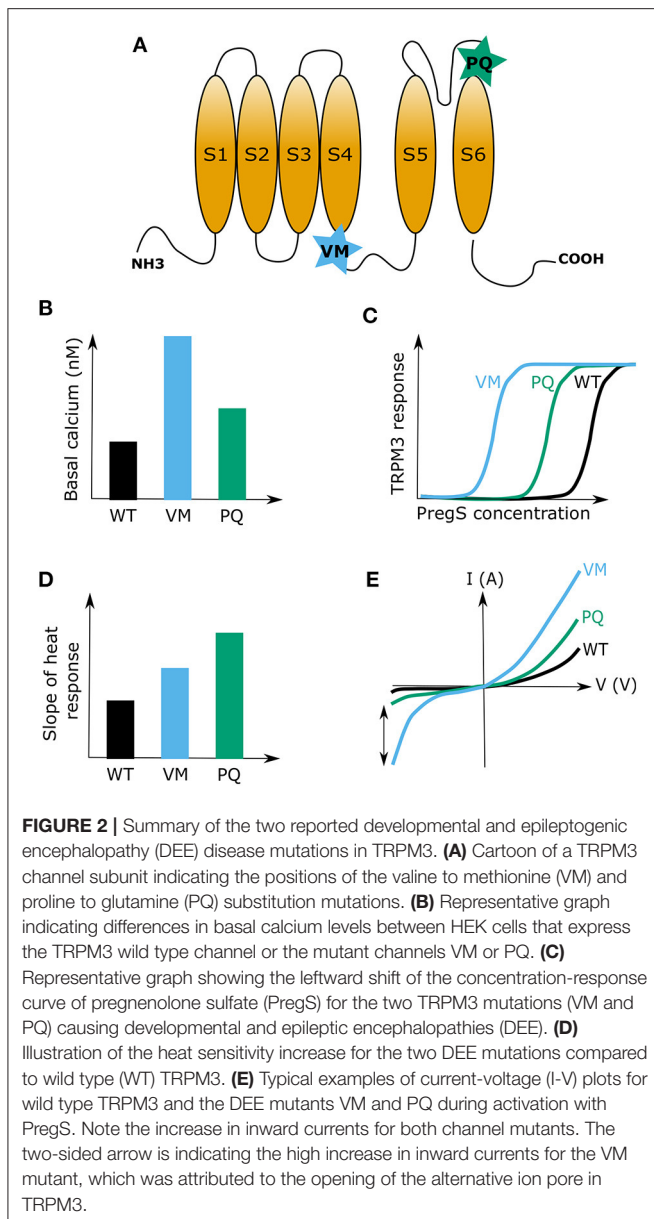 A
PQ
S1 S2 S3 S4 S5 S6
VM
NH3
COOH
B
Basal calcium (nM)
WT VM PQ
C
TRPM3 response
VM PQ WT
PregS concentration
D
Slope of heat
response
WT VM PQ
E
I (A)
VM
PQ
WT
V (V)
FIGURE 2 | Summary of the two reported developmental and epileptogenic
encephalopathy (DEE) disease mutations in TRPM3. (A) Cartoon of a TRPM3
channel subunit indicating the positions of the valine to methionine (VM) and
proline to glutamine (PQ) substitution mutations. (B) Representative graph
indicating differences in basal calcium levels between HEK cells that express
the TRPM3 wild type channel or the mutant channels VM or PQ. (C)
Representative graph showing the leftward shift of the concentration-response
curve of pregnenolone sulfate (PregS) for the two TRPM3 mutations (VM and
PQ) causing developmental and epileptic encephalopathies (DEE). (D)
Illustration of the heat sensitivity increase for the two DEE mutations compared
to wild type (WT) TRPM3. (E) Typical examples of current-voltage (I-V) plots for
wild type TRPM3 and the DEE mutants VM and PQ during activation with
PregS. Note the increase in inward currents for both channel mutants. The
two-sided arrow is indicating the high increase in inward currents for the VM
mutant, which was attributed to the opening of the alternative ion pore in
TRPM3.